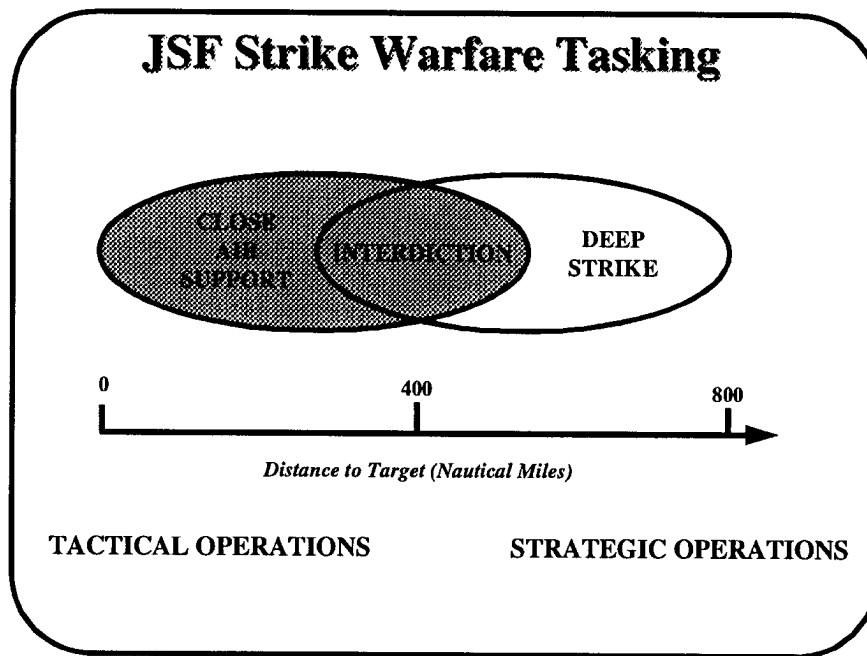 JSF Strike Warfare Tasking
CLOSE
AIR
SUPPORT
INTERDICTION
DEEP
STRIKE
0
400
800
Distance to Target (Nautical Miles)
TACTICAL OPERATIONS
STRATEGIC OPERATIONS